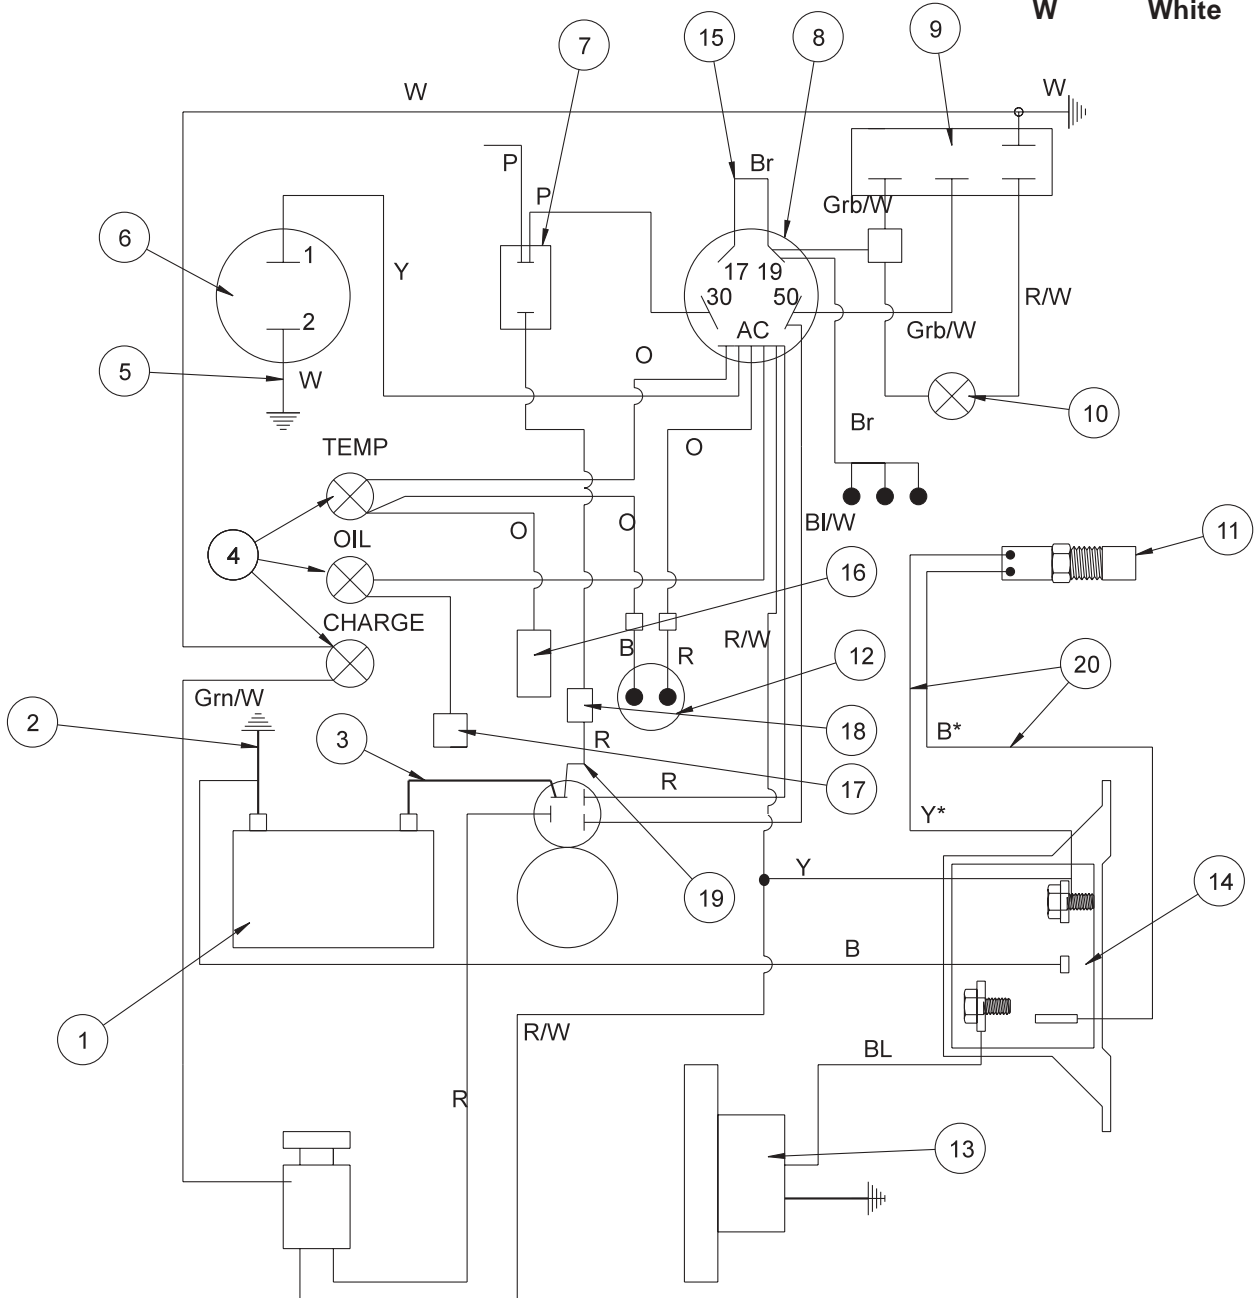 W White
7
15
8
9
W
W
P
P
Br
Grb/W
6
1
Y
17 19
30 50
R/W
2
AC
Grb/W
O
5
W
10
Br
TEMP
O
O
O
BI/W
4
OIL
11
16
CHARGE
R/W
B
R
12
20
Grn/W
2
3
18
B*
R
17
R
Y*
Y
19
14
B
1
R/W
BL
R
13